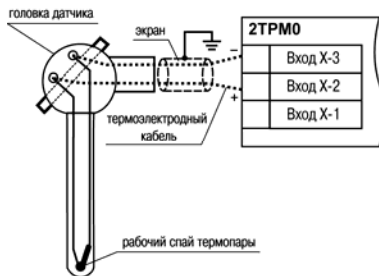 головка датчика
экран
2ТРМ0
–
Вход X-3
Вход X-2
+
Вход X-1
термоэлектродный
кабель
рабочий спай термопары